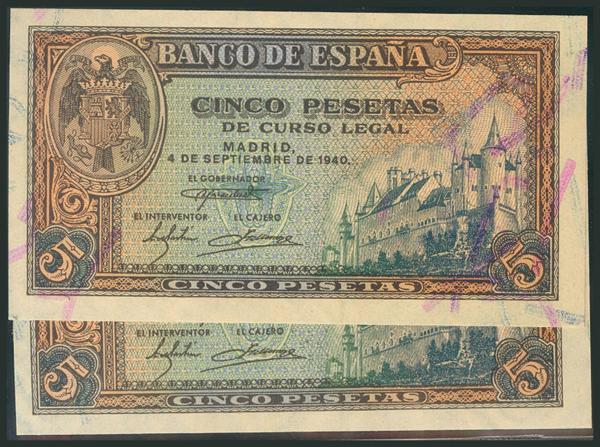 BANCO DE ESPAÑA
CINCO PESETAS
DE CURSO LEGAL
MADRID,
4 DE SEPTIEMBRE DE 1940.
EL GOBERNADOR
EL INTERVENTOR EL CAJERO
5 5
CINCO PESETAS
EL INTERVENTOR EL CAJERO
5 5
CINCO PESETAS